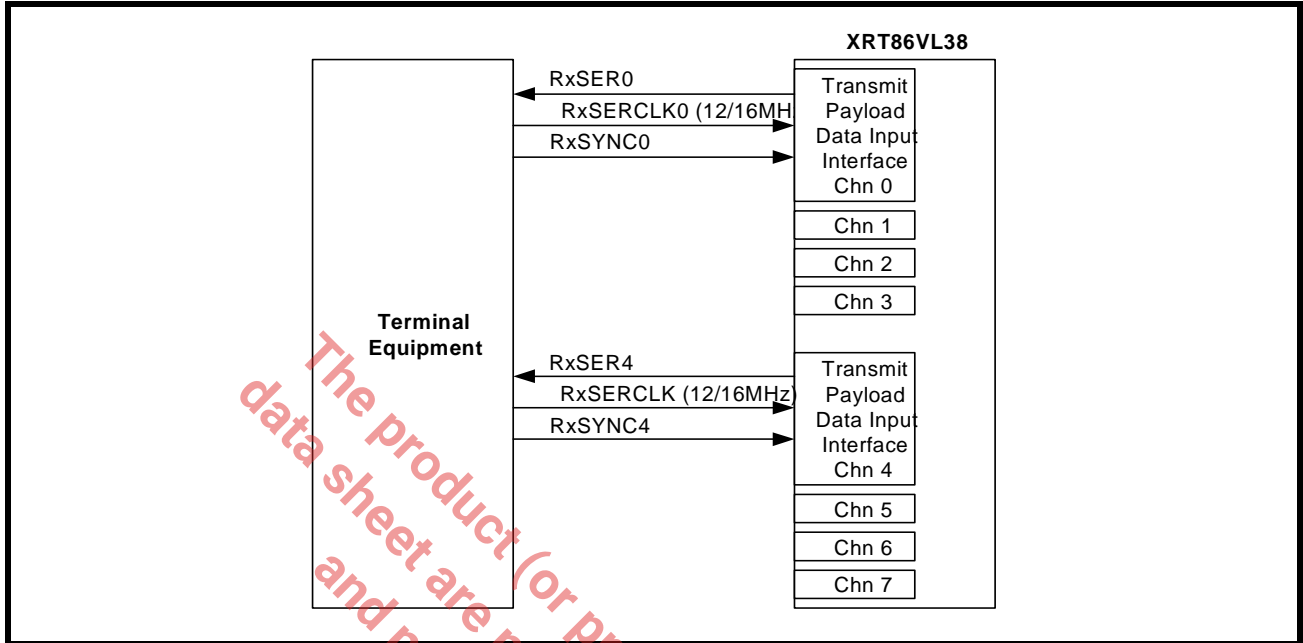 XRT86VL38
RxSER0
RxSERCLK0 (12/16MH
RxSYNC0
Transmit
Payload
Data Input
Interface
Chn 0
Chn 1
Chn 2
Chn 3
Terminal
Equipment
RxSER4
RxSERCLK (12/16MHz)
RxSYNC4
Transmit
Payload
Data Input
Interface
Chn 4
Chn 5
Chn 6
Chn 7
The product (or pr
data sheet are
and